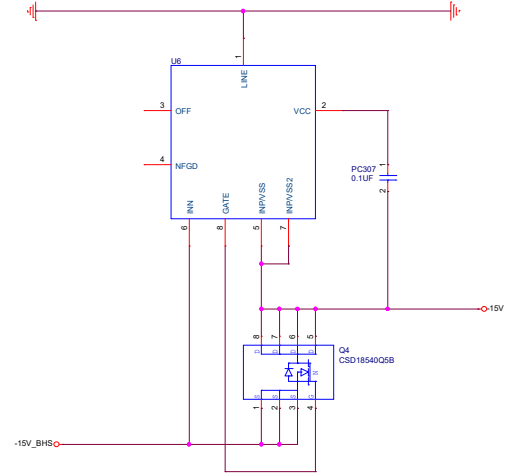 U6
1
LINE
3
OFF
VCC
2
4
NFGD
PC307
0.1UF
1
2
INN
GATE
INP/VSS
INP/VSS2
6
8
5
7
-15V
8
7
6
5
D
D
D
D
Q4
CSD18540Q5B
S
S
S
G
1
2
3
4
-15V_BHS